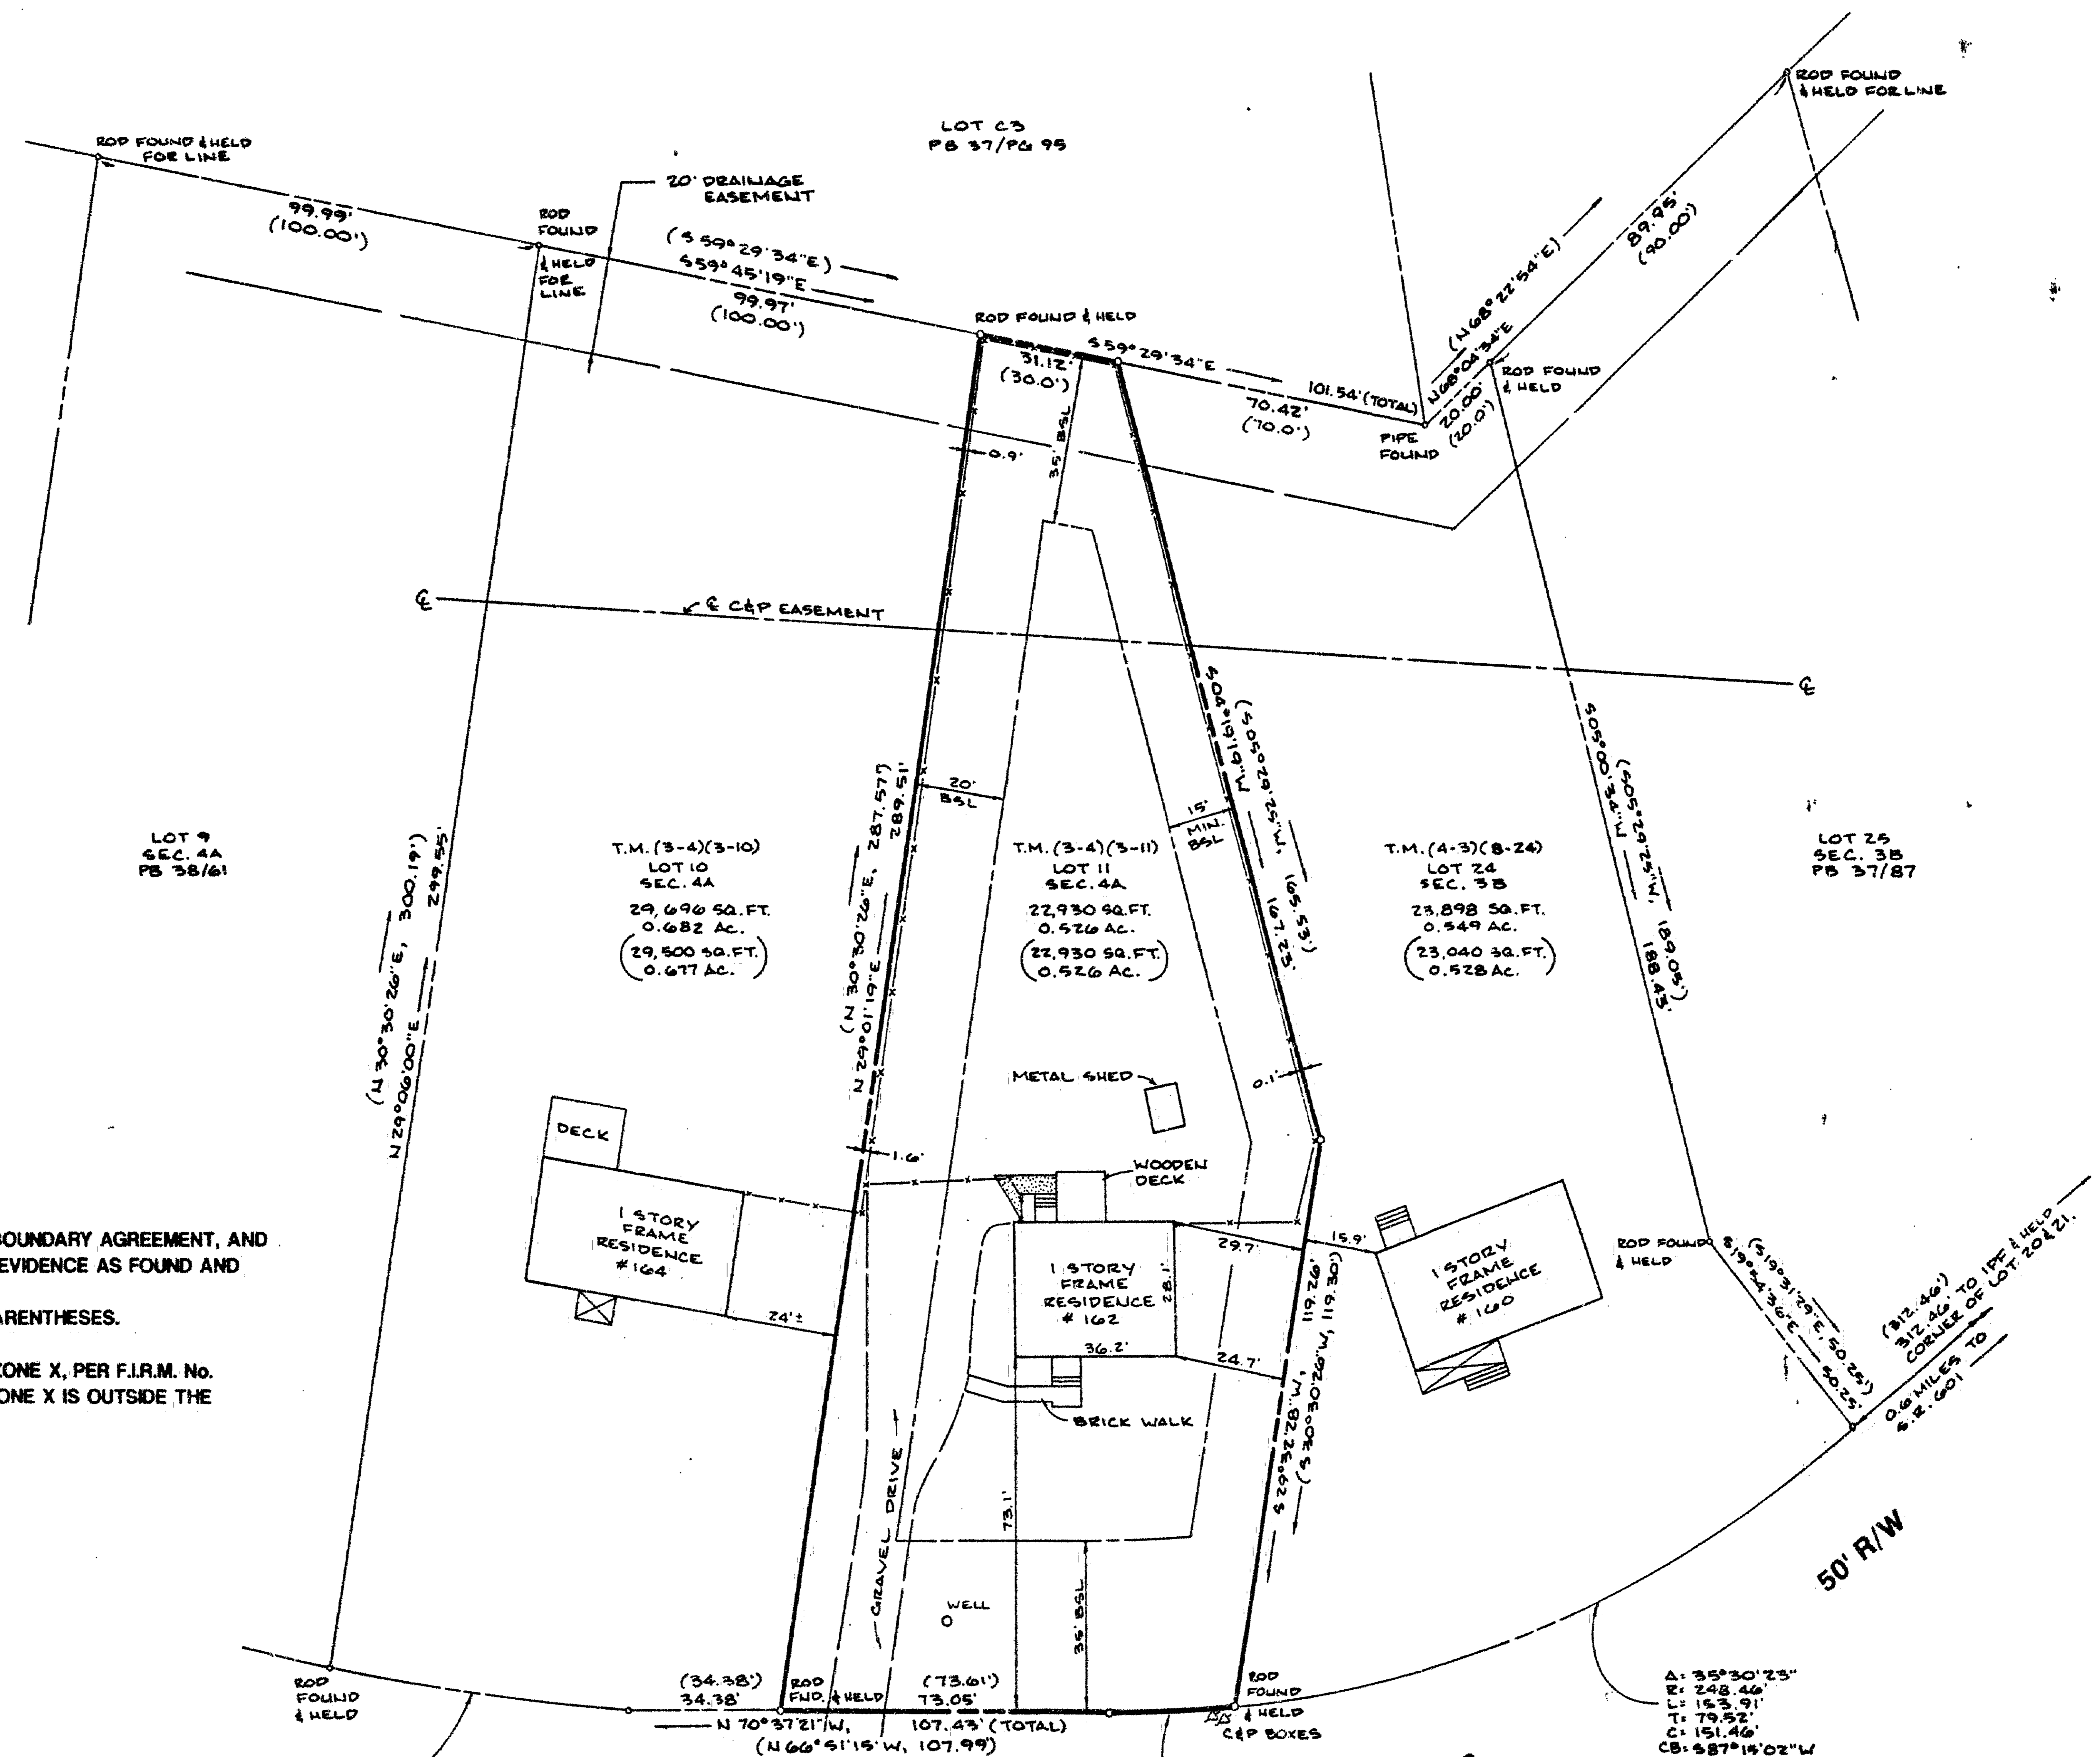 LOT C3
PB 37/PG 95
ROD FOUND & HELD
FOR LINE
99.99'
(100.00')
ROD
FOUND
& HELD
FOR
LINE
20' DRAINAGE
EASEMENT
(S 59°29'34"E)
S59°45'19"E
99.97'
(100.00')
ROD FOUND & HELD
31.12'
(30.0')
S 59°29'34"E
101.54' (TOTAL)
70.42'
(70.0')
PIPE
FOUND
(N68°22'54"E)
N68°04'34"E
20.00'
(20.0')
ROD FOUND
& HELD
89.95'
(90.00')
ROD FOUND
& HELD FOR LINE
0.9'
35' BSL
℄
℄ C&P EASEMENT
℄
LOT 9
SEC. 4A
PB 38/61
(N 30°30'26"E, 300.19')
N 29°06'00"E
299.55'
T.M. (3-4)(3-10)
LOT 10
SEC. 4A
29,696 SQ.FT.
0.682 AC.
(29,500 SQ.FT.
0.677 AC.)
(N 30°30'26"E, 287.57')
N 29°01'19"E
289.51'
20'
BSL
T.M. (3-4)(3-11)
LOT 11
SEC. 4A
22,930 SQ.FT.
0.526 AC.
(22,930 SQ.FT.
0.526 AC.)
15'
MIN.
BSL
S04°19'19"W
167.23'
(S05°29'25"W, 165.53')
T.M. (4-3)(8-24)
LOT 24
SEC. 3B
23,898 SQ.FT.
0.549 AC.
(23,040 SQ.FT.
0.528 AC.)
S05°00'34"W
188.43'
(S05°29'25"W, 189.05')
LOT 25
SEC. 3B
PB 37/87
METAL SHED
0.1'
1.6'
DECK
1 STORY
FRAME
RESIDENCE
#164
24'±
WOODEN
DECK
1 STORY
FRAME
RESIDENCE
# 162
28.1'
36.2'
29.7'
24.7'
15.9'
1 STORY
FRAME
RESIDENCE
# 160
BRICK WALK
GRAVEL DRIVE
73.1'
WELL
35' BSL
119.26'
S 29°32'28"W,
(S 30°30'26"W, 119.30')
ROD FOUND
& HELD
(S19°31'29"E, 50.25')
S19°54'36"E
50.25'
(312.46')
312.46' TO IPF & HELD
CORNER OF LOT 20&21.
0.6 MILES TO
S.R. 601
BOUNDARY AGREEMENT, AND
EVIDENCE AS FOUND AND
ARENTHESES.
ZONE X, PER F.I.R.M. No.
ONE X IS OUTSIDE THE
50' R/W
ROD
FOUND
& HELD
(34.38')
34.38'
ROD
FND. & HELD
(73.61')
73.05'
N 70°37'21"W, 107.43' (TOTAL)
(N 66°51'15"W, 107.99')
ROD
FOUND
& HELD
C&P BOXES
Δ: 35°30'23"
R: 248.46'
L: 153.91'
T: 79.52'
C: 151.46'
CB: S87°15'02"W